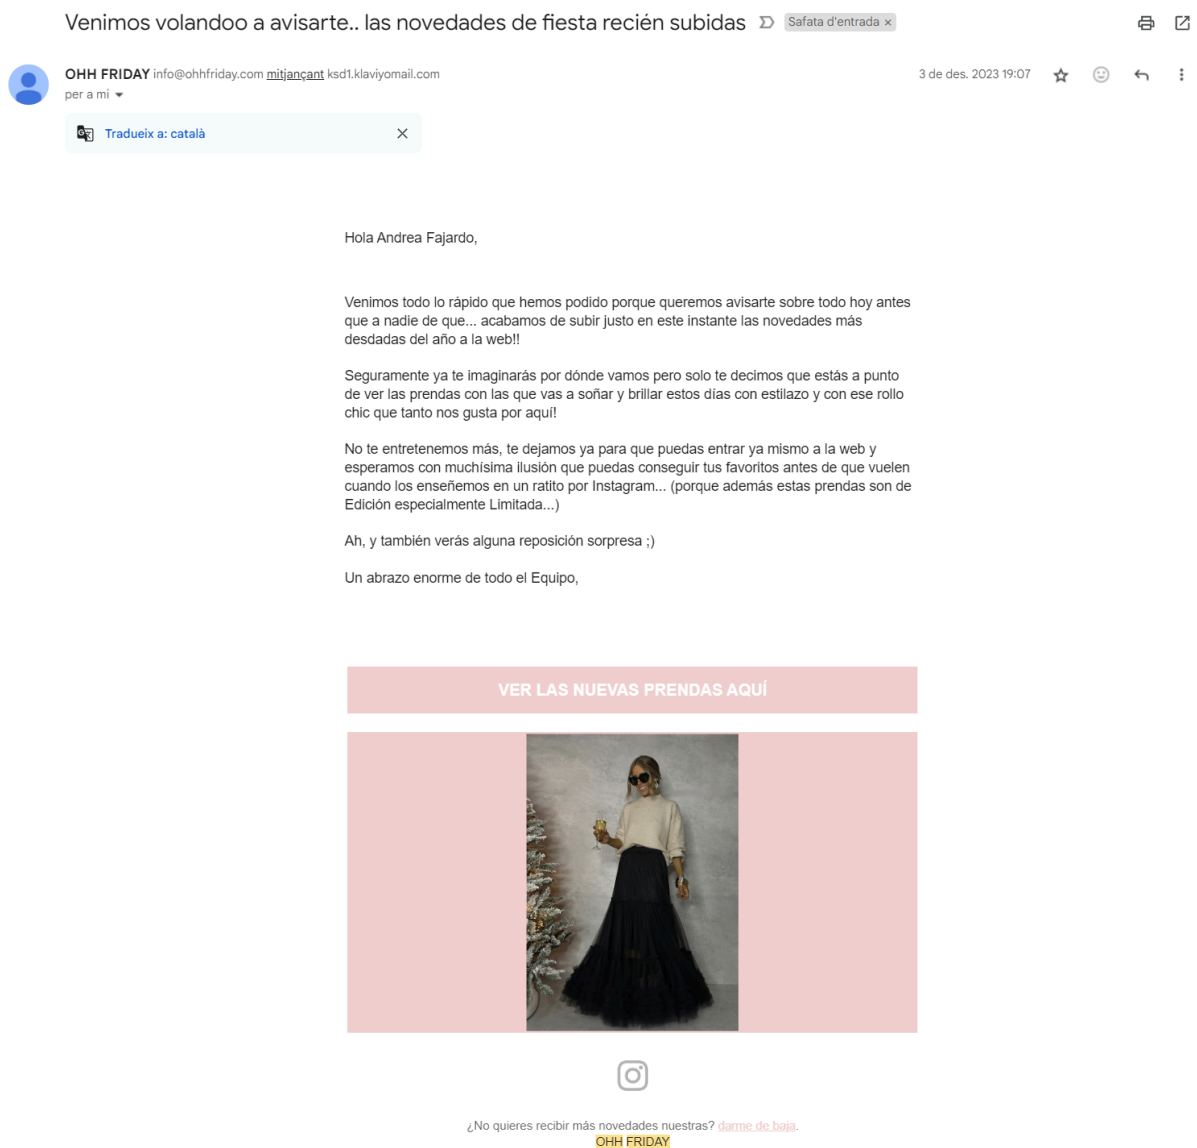 Venimos volandoo a avisarte.. las novedades de fiesta recién subidas Safata d'entrada ×
OHH FRIDAY info@ohhfriday.com mitjançant ksd1.klaviyomail.com 3 de des. 2023 19:07
per a mi
Tradueix a: català
Hola Andrea Fajardo,
Venimos todo lo rápido que hemos podido porque queremos avisarte sobre todo hoy antes
que a nadie de que... acabamos de subir justo en este instante las novedades más
desdadas del año a la web!!
Seguramente ya te imaginarás por dónde vamos pero solo te decimos que estás a punto
de ver las prendas con las que vas a soñar y brillar estos días con estilazo y con ese rollo
chic que tanto nos gusta por aquí!
No te entretenemos más, te dejamos ya para que puedas entrar ya mismo a la web y
esperamos con muchísima ilusión que puedas conseguir tus favoritos antes de que vuelen
cuando los enseñemos en un ratito por Instagram... (porque además estas prendas son de
Edición especialmente Limitada...)
Ah, y también verás alguna reposición sorpresa ;)
Un abrazo enorme de todo el Equipo,
VER LAS NUEVAS PRENDAS AQUÍ
¿No quieres recibir más novedades nuestras? darme de baja.
OHH FRIDAY